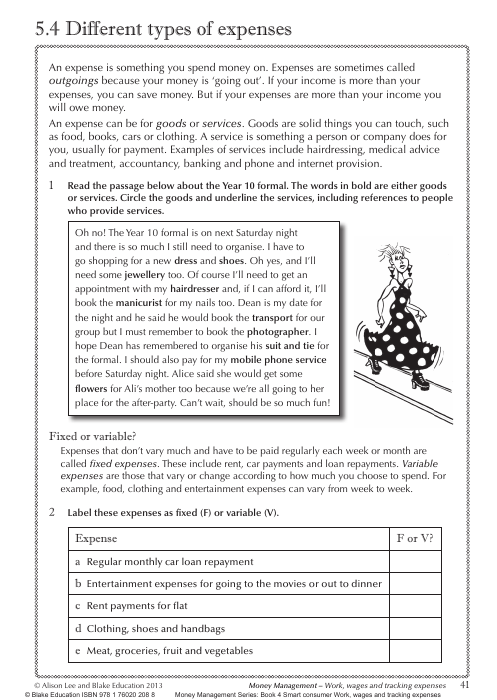 5.4 Different types of expenses
An expense is something you spend money on. Expenses are sometimes called
outgoings because your money is ‘going out’. If your income is more than your
expenses, you can save money. But if your expenses are more than your income you
will owe money.
An expense can be for goods or services. Goods are solid things you can touch, such
as food, books, cars or clothing. A service is something a person or company does for
you, usually for payment. Examples of services include hairdressing, medical advice
and treatment, accountancy, banking and phone and internet provision.
1 Read the passage below about the Year 10 formal. The words in bold are either goods
or services. Circle the goods and underline the services, including references to people
who provide services.
Oh no! The Year 10 formal is on next Saturday night
and there is so much I still need to organise. I have to
go shopping for a new dress and shoes. Oh yes, and I’ll
need some jewellery too. Of course I’ll need to get an
appointment with my hairdresser and, if I can afford it, I’ll
book the manicurist for my nails too. Dean is my date for
the night and he said he would book the transport for our
group but I must remember to book the photographer. I
hope Dean has remembered to organise his suit and tie for
the formal. I should also pay for my mobile phone service
before Saturday night. Alice said she would get some
flowers for Ali’s mother too because we’re all going to her
place for the after-party. Can’t wait, should be so much fun!
Fixed or variable?
Expenses that don’t vary much and have to be paid regularly each week or month are
called fixed expenses. These include rent, car payments and loan repayments. Variable
expenses are those that vary or change according to how much you choose to spend. For
example, food, clothing and entertainment expenses can vary from week to week.
2 Label these expenses as fixed (F) or variable (V).
Expense F or V?
a Regular monthly car loan repayment
b Entertainment expenses for going to the movies or out to dinner
c Rent payments for flat
d Clothing, shoes and handbags
e Meat, groceries, fruit and vegetables
© Alison Lee and Blake Education 2013 Money Management – Work, wages and tracking expenses 41
© Blake Education ISBN 978 1 76020 208 8 Money Management Series: Book 4 Smart consumer Work, wages and tracking expenses